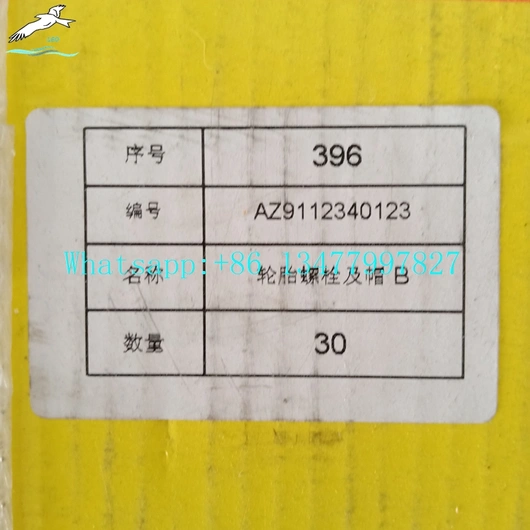 序号 396
编号 AZ9112340123
Whatsapp:+86 13477997827
名称 轮胎螺栓及帽 B
数量 30